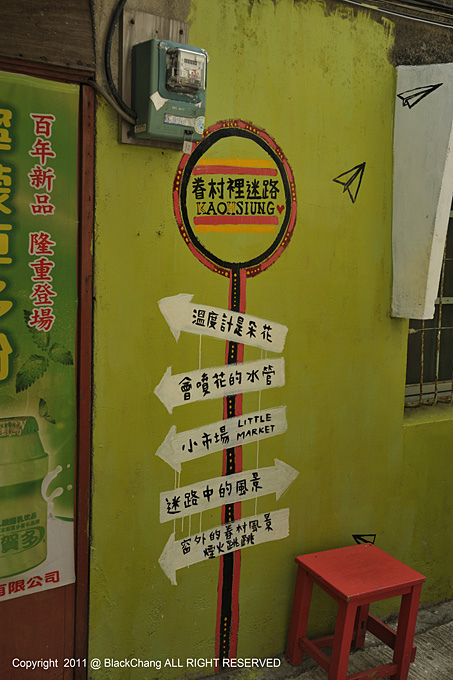 眷村裡迷路
KAOHSIUNG
溫度計是朵花
會噴花的水管
小市場 LITTLE MARKET
迷路中的風景
窗外的眷村風景
煙火跳跳
百年新品 隆重登場
賀多
有限公司
Copyright 2011 @ BlackChang ALL RIGHT RESERVED